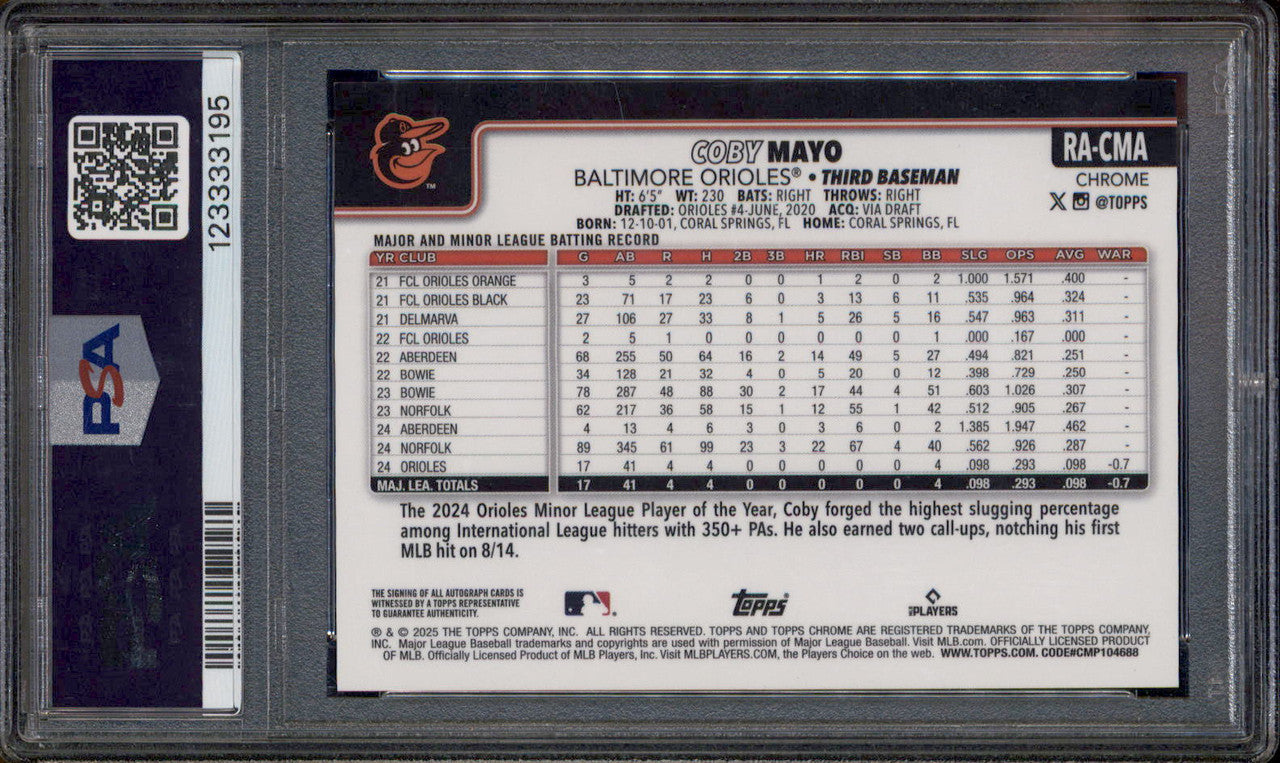 123333195
PSA
COBY MAYO
BALTIMORE ORIOLES® • THIRD BASEMAN
HT: 6'5" WT: 230 BATS: RIGHT THROWS: RIGHT
DRAFTED: ORIOLES #4-JUNE, 2020 ACQ: VIA DRAFT
BORN: 12-10-01, CORAL SPRINGS, FL HOME: CORAL SPRINGS, FL
RA-CMA
CHROME
@TOPPS
MAJOR AND MINOR LEAGUE BATTING RECORD
YR CLUB G AB R H 2B 3B HR RBI SB BB SLG OPS AVG WAR
21 FCL ORIOLES ORANGE 3 5 2 2 0 0 1 2 0 2 1.000 1.571 .400 -
21 FCL ORIOLES BLACK 23 71 17 23 6 0 3 13 6 11 .535 .964 .324 -
21 DELMARVA 27 106 27 33 8 1 5 26 5 16 .547 .963 .311 -
22 FCL ORIOLES 2 5 1 0 0 0 0 0 0 1 .000 .167 .000 -
22 ABERDEEN 68 255 50 64 16 2 14 49 5 27 .494 .821 .251 -
22 BOWIE 34 128 21 32 4 0 5 20 0 12 .398 .729 .250 -
23 BOWIE 78 287 48 88 30 2 17 44 4 51 .603 1.026 .307 -
23 NORFOLK 62 217 36 58 15 1 12 55 1 42 .512 .905 .267 -
24 ABERDEEN 4 13 4 6 3 0 3 6 0 2 1.385 1.947 .462 -
24 NORFOLK 89 345 61 99 23 3 22 67 4 40 .562 .926 .287 -
24 ORIOLES 17 41 4 4 0 0 0 0 0 4 .098 .293 .098 -0.7
MAJ. LEA. TOTALS 17 41 4 4 0 0 0 0 0 4 .098 .293 .098 -0.7
The 2024 Orioles Minor League Player of the Year, Coby forged the highest slugging percentage
among International League hitters with 350+ PAs. He also earned two call-ups, notching his first
MLB hit on 8/14.
THE SIGNING OF ALL AUTOGRAPH CARDS IS
WITNESSED BY A TOPPS REPRESENTATIVE
TO GUARANTEE AUTHENTICITY.
Topps
MLB PLAYERS
® & © 2025 THE TOPPS COMPANY, INC. ALL RIGHTS RESERVED. TOPPS AND TOPPS CHROME ARE REGISTERED TRADEMARKS OF THE TOPPS COMPANY,
INC. Major League Baseball trademarks and copyrights are used with permission of Major League Baseball. Visit MLB.com. OFFICIALLY LICENSED PRODUCT
OF MLB. Officially Licensed Product of MLB Players, Inc. Visit MLBPLAYERS.COM, the Players Choice on the web. WWW.TOPPS.COM. CODE#CMP104688